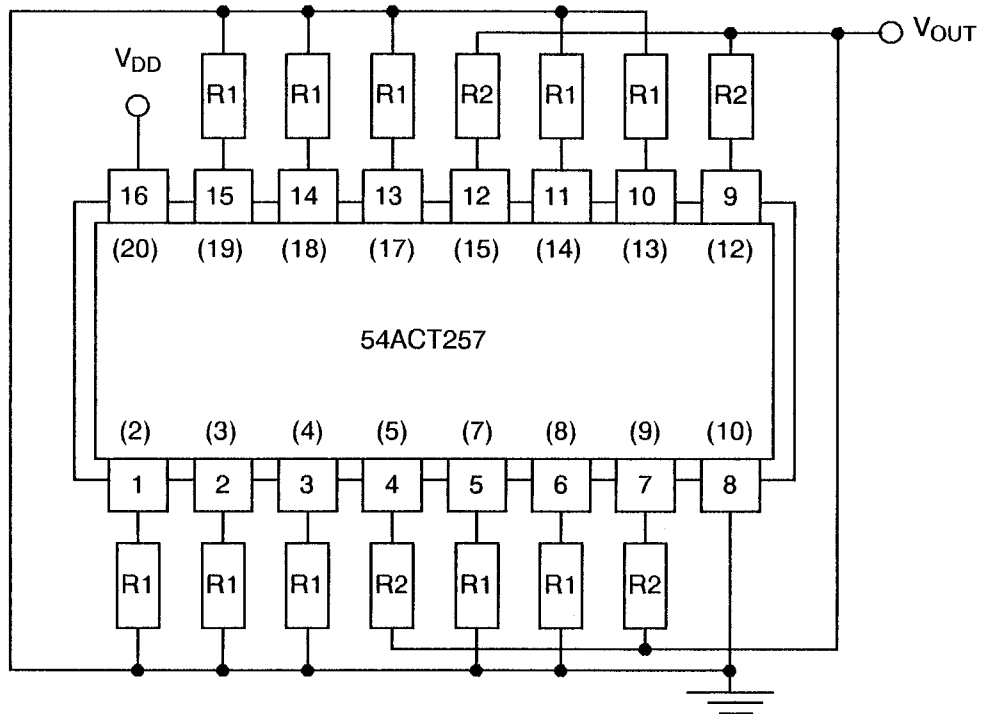 V_OUT
V_DD
R1 R1 R1 R2 R1 R1 R2
16 15 14 13 12 11 10 9
(20) (19) (18) (17) (15) (14) (13) (12)
54ACT257
(2) (3) (4) (5) (7) (8) (9) (10)
1 2 3 4 5 6 7 8
R1 R1 R1 R2 R1 R1 R2